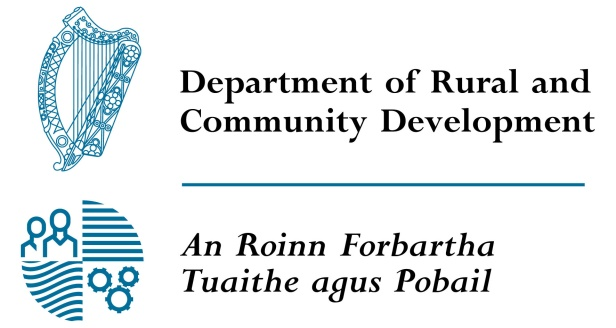 Department of Rural and
Community Development
An Roinn Forbartha
Tuaithe agus Pobail